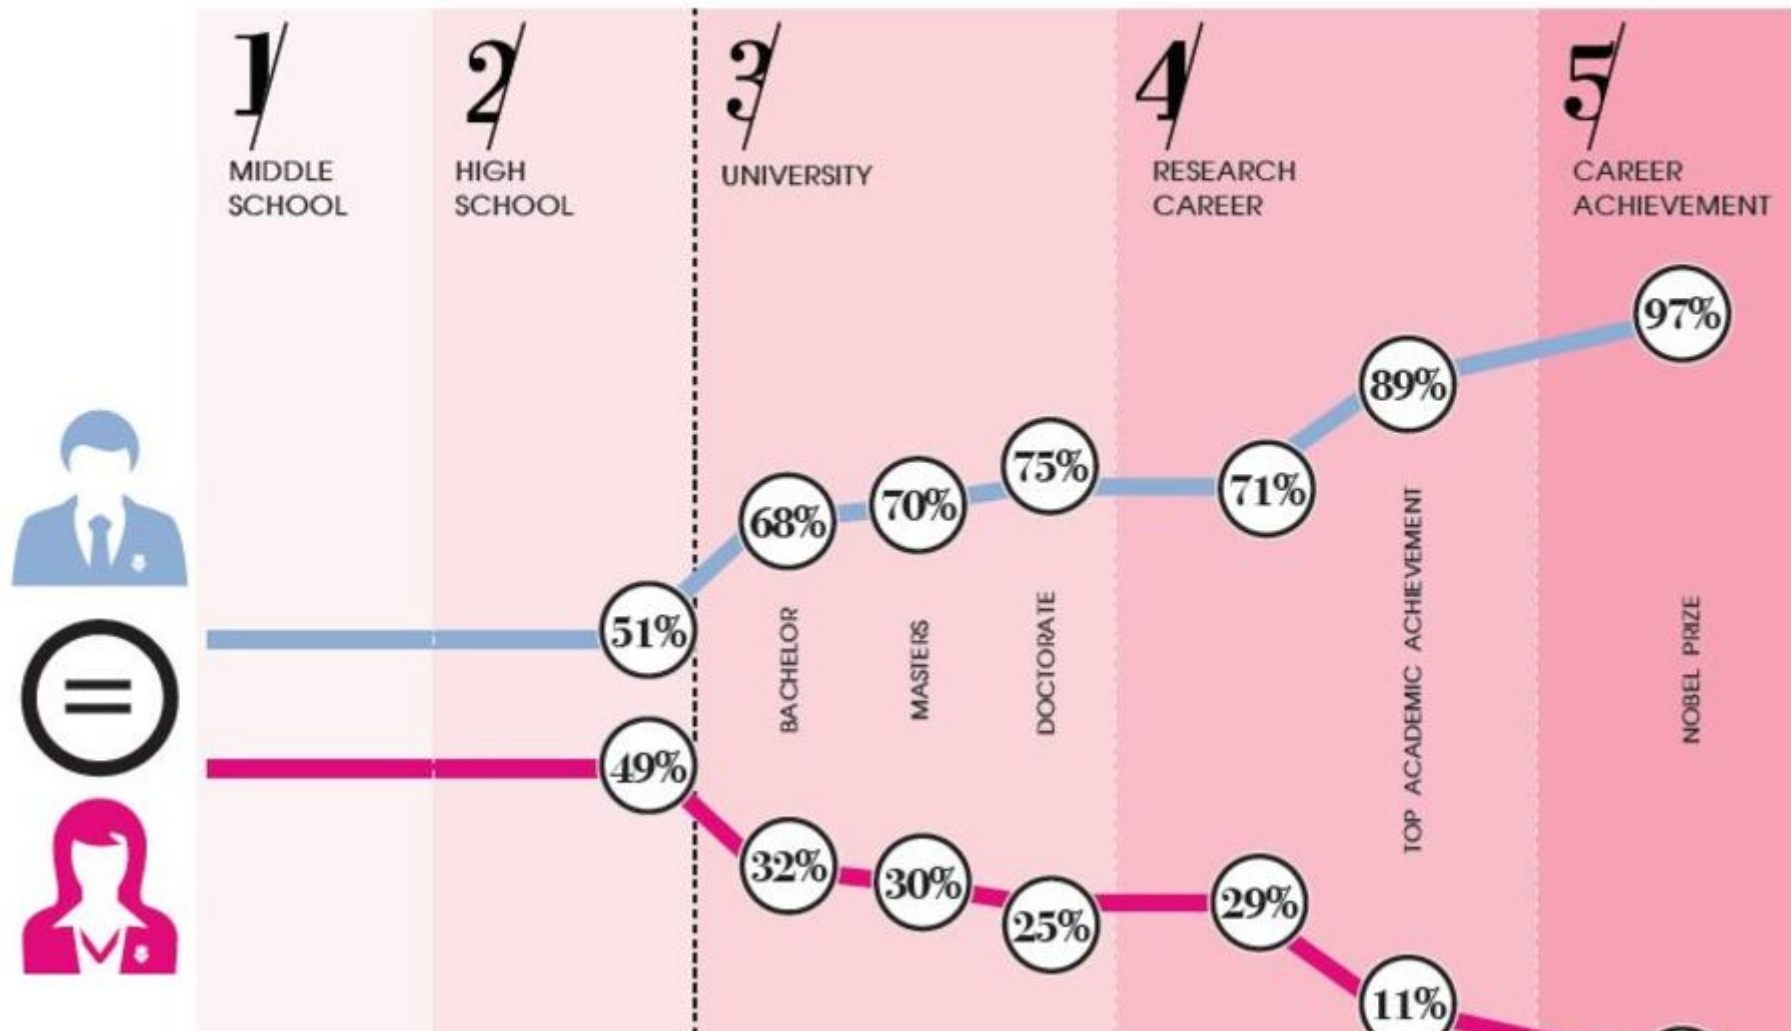 1/
MIDDLE
SCHOOL
2/
HIGH
SCHOOL
3/
UNIVERSITY
4/
RESEARCH
CAREER
5/
CAREER
ACHIEVEMENT
51%
68%
70%
75%
71%
89%
97%
BACHELOR
MASTERS
DOCTORATE
TOP ACADEMIC ACHIEVEMENT
NOBEL PRIZE
=
49%
32%
30%
25%
29%
11%